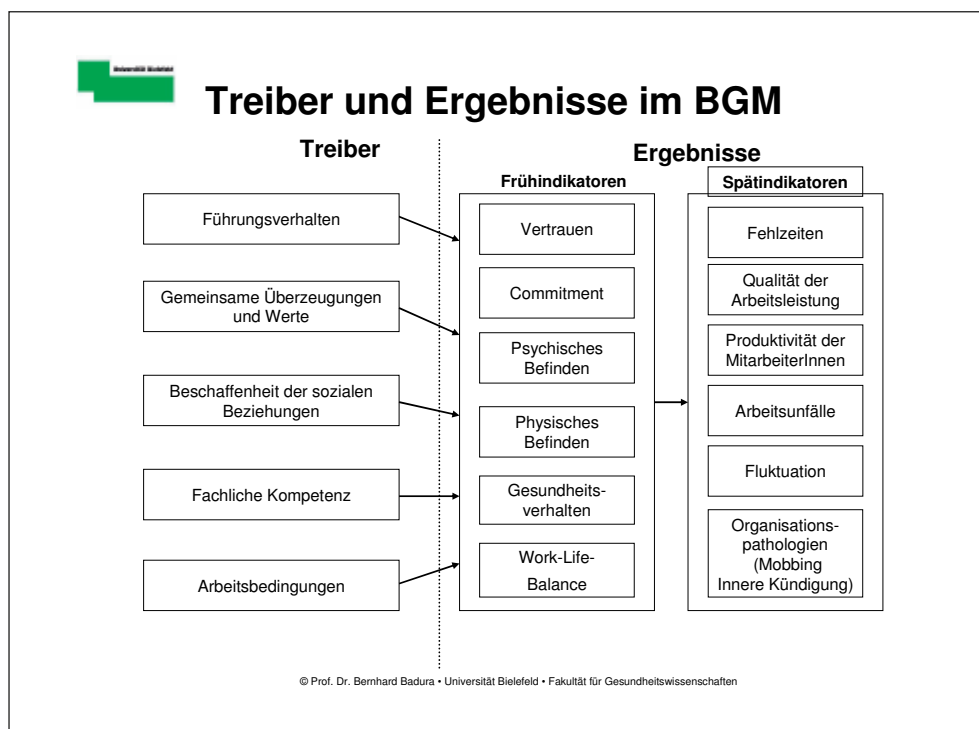 Universität Bielefeld
Treiber und Ergebnisse im BGM
Treiber
Führungsverhalten
Gemeinsame Überzeugungen
und Werte
Beschaffenheit der sozialen
Beziehungen
Fachliche Kompetenz
Arbeitsbedingungen
Ergebnisse
Frühindikatoren
Vertrauen
Commitment
Psychisches
Befinden
Physisches
Befinden
Gesundheits-
verhalten
Work-Life-
Balance
Spätindikatoren
Fehlzeiten
Qualität der
Arbeitsleistung
Produktivität der
MitarbeiterInnen
Arbeitsunfälle
Fluktuation
Organisations-
pathologien
(Mobbing
Innere Kündigung)
© Prof. Dr. Bernhard Badura • Universität Bielefeld • Fakultät für Gesundheitswissenschaften